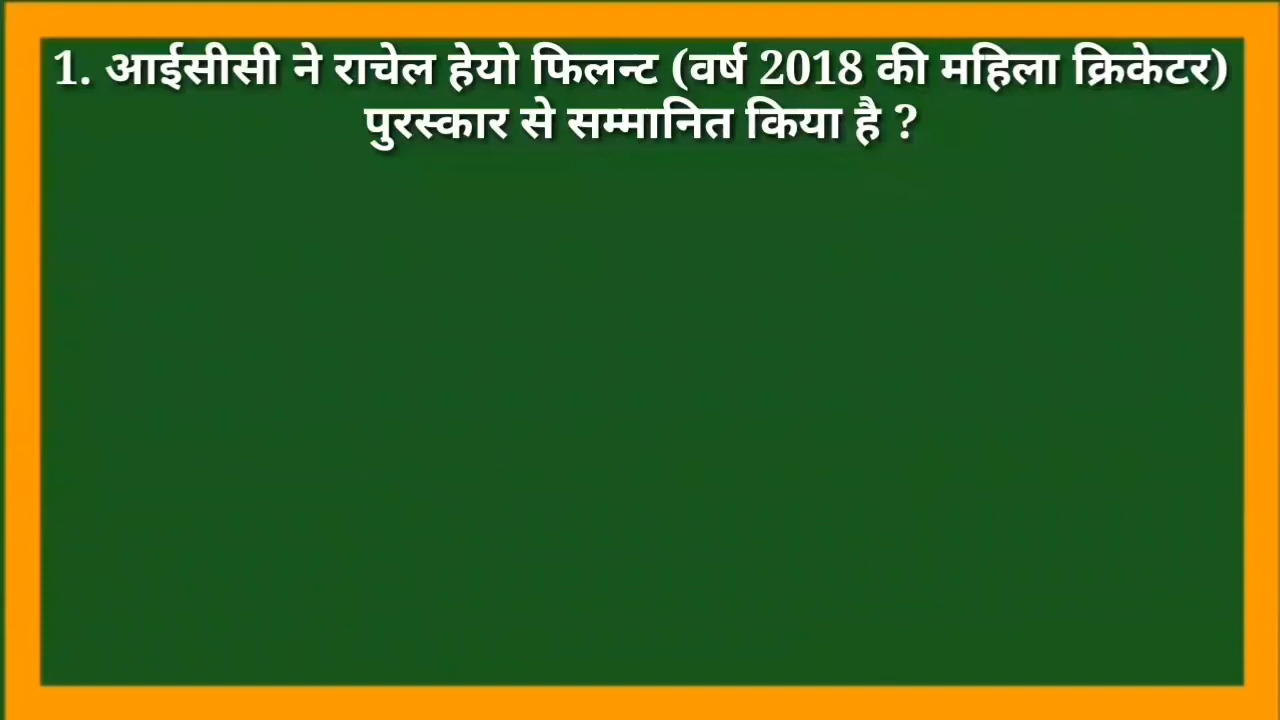 1. आईसीसी ने राचेल हेयो फिलन्ट (वर्ष 2018 की महिला क्रिकेटर)
पुरस्कार से सम्मानित किया है ?